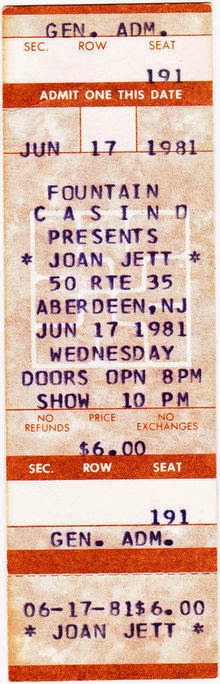 GEN. ADM.
SEC. ROW SEAT
191
ADMIT ONE THIS DATE
JUN 17 1981
FOUNTAIN
CASINO
PRESENTS
* JOAN JETT *
50 RTE 35
ABERDEEN,NJ
JUN 17 1981
WEDNESDAY
DOORS OPN 8PM
SHOW 10 PM
NO REFUNDS PRICE NO EXCHANGES
$6.00
SEC. ROW SEAT
191
GEN. ADM.
06-17-81$6.00
* JOAN JETT *